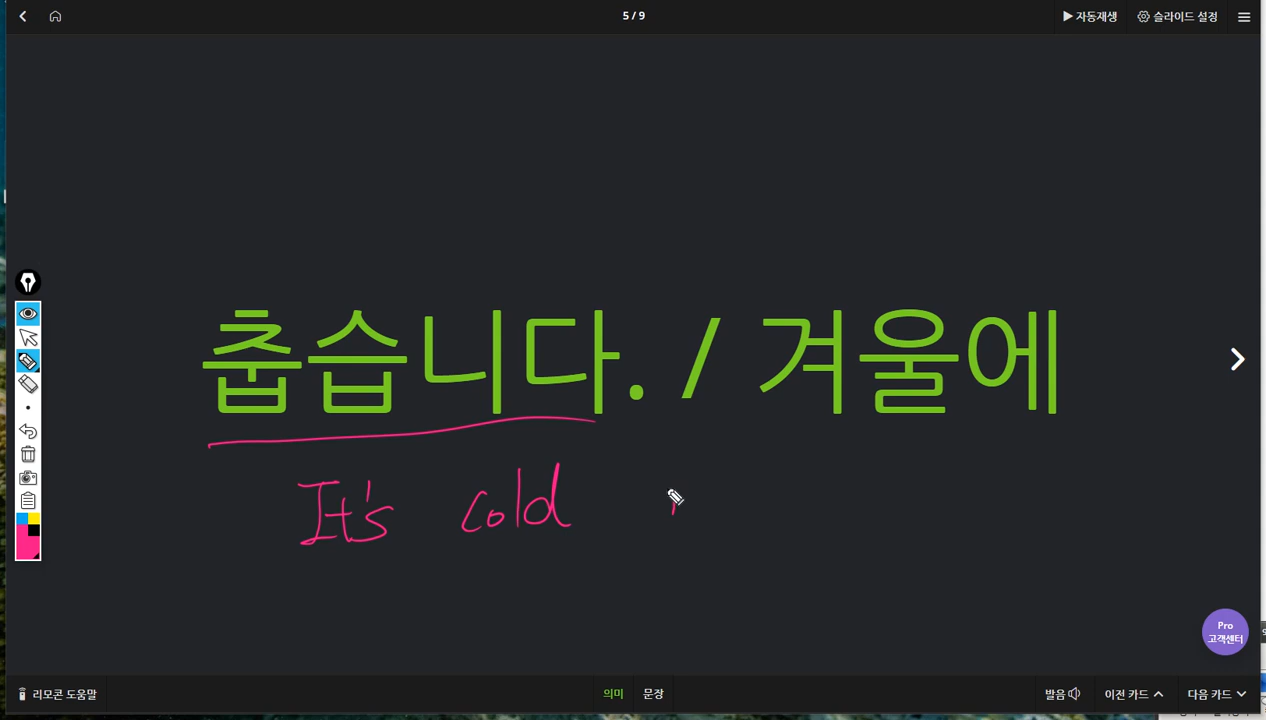 5 / 9
자동재생
슬라이드 설정
춥습니다. / 겨울에
It's cold
Pro
고객센터
리모콘 도움말
의미
문장
발음
이전 카드
다음 카드